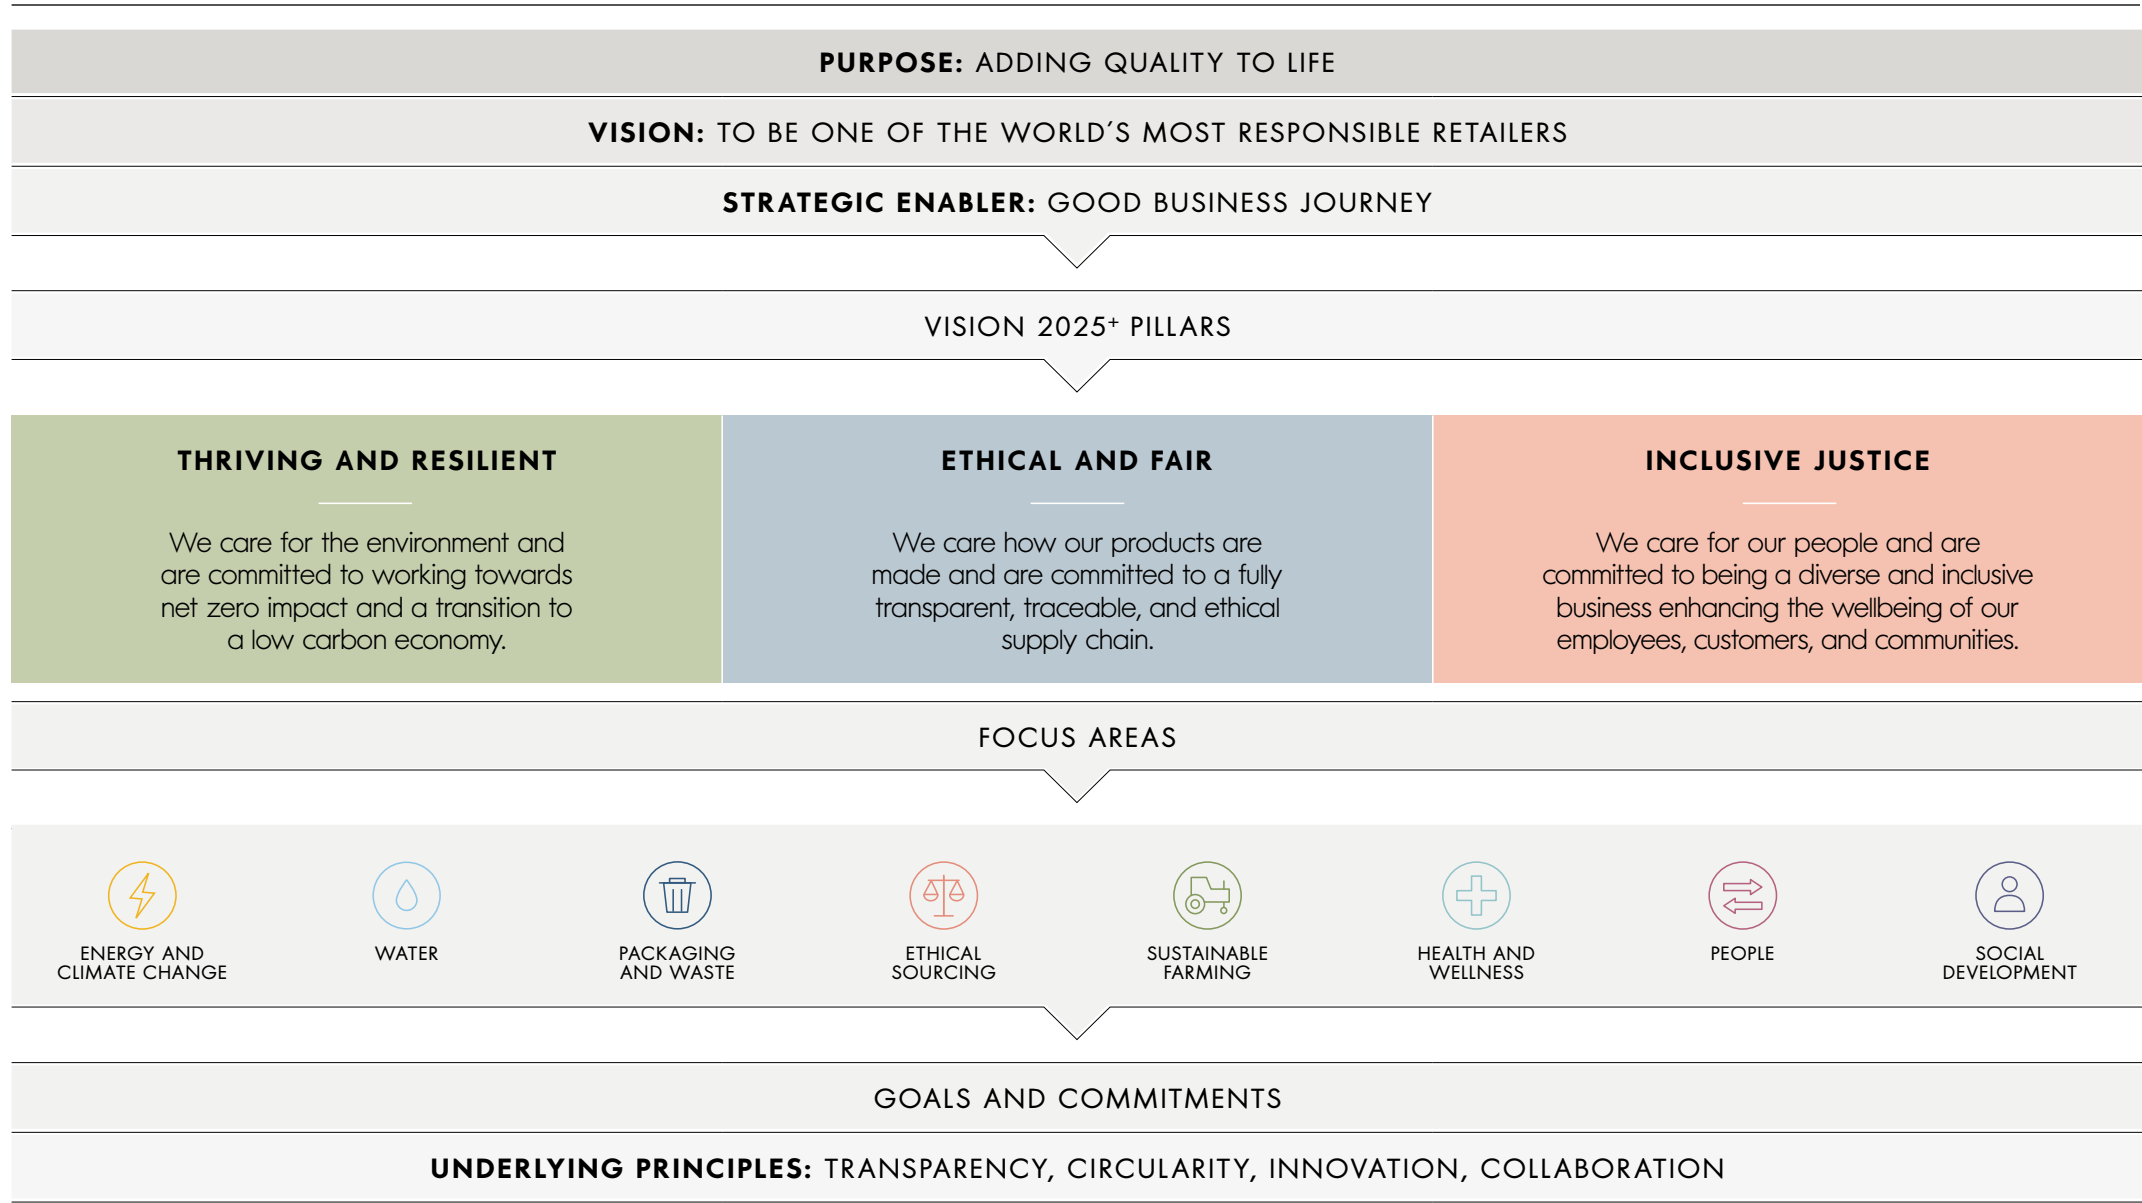 PURPOSE: ADDING QUALITY TO LIFE
VISION: TO BE ONE OF THE WORLD'S MOST RESPONSIBLE RETAILERS
STRATEGIC ENABLER: GOOD BUSINESS JOURNEY
VISION 2025+ PILLARS
THRIVING AND RESILIENT
We care for the environment and
are committed to working towards
net zero impact and a transition to
a low carbon economy.
ETHICAL AND FAIR
We care how our products are
made and are committed to a fully
transparent, traceable, and ethical
supply chain.
INCLUSIVE JUSTICE
We care for our people and are
committed to being a diverse and inclusive
business enhancing the wellbeing of our
employees, customers, and communities.
FOCUS AREAS
ENERGY AND
CLIMATE CHANGE
WATER
PACKAGING
AND WASTE
ETHICAL
SOURCING
SUSTAINABLE
FARMING
HEALTH AND
WELLNESS
PEOPLE
SOCIAL
DEVELOPMENT
GOALS AND COMMITMENTS
UNDERLYING PRINCIPLES: TRANSPARENCY, CIRCULARITY, INNOVATION, COLLABORATION